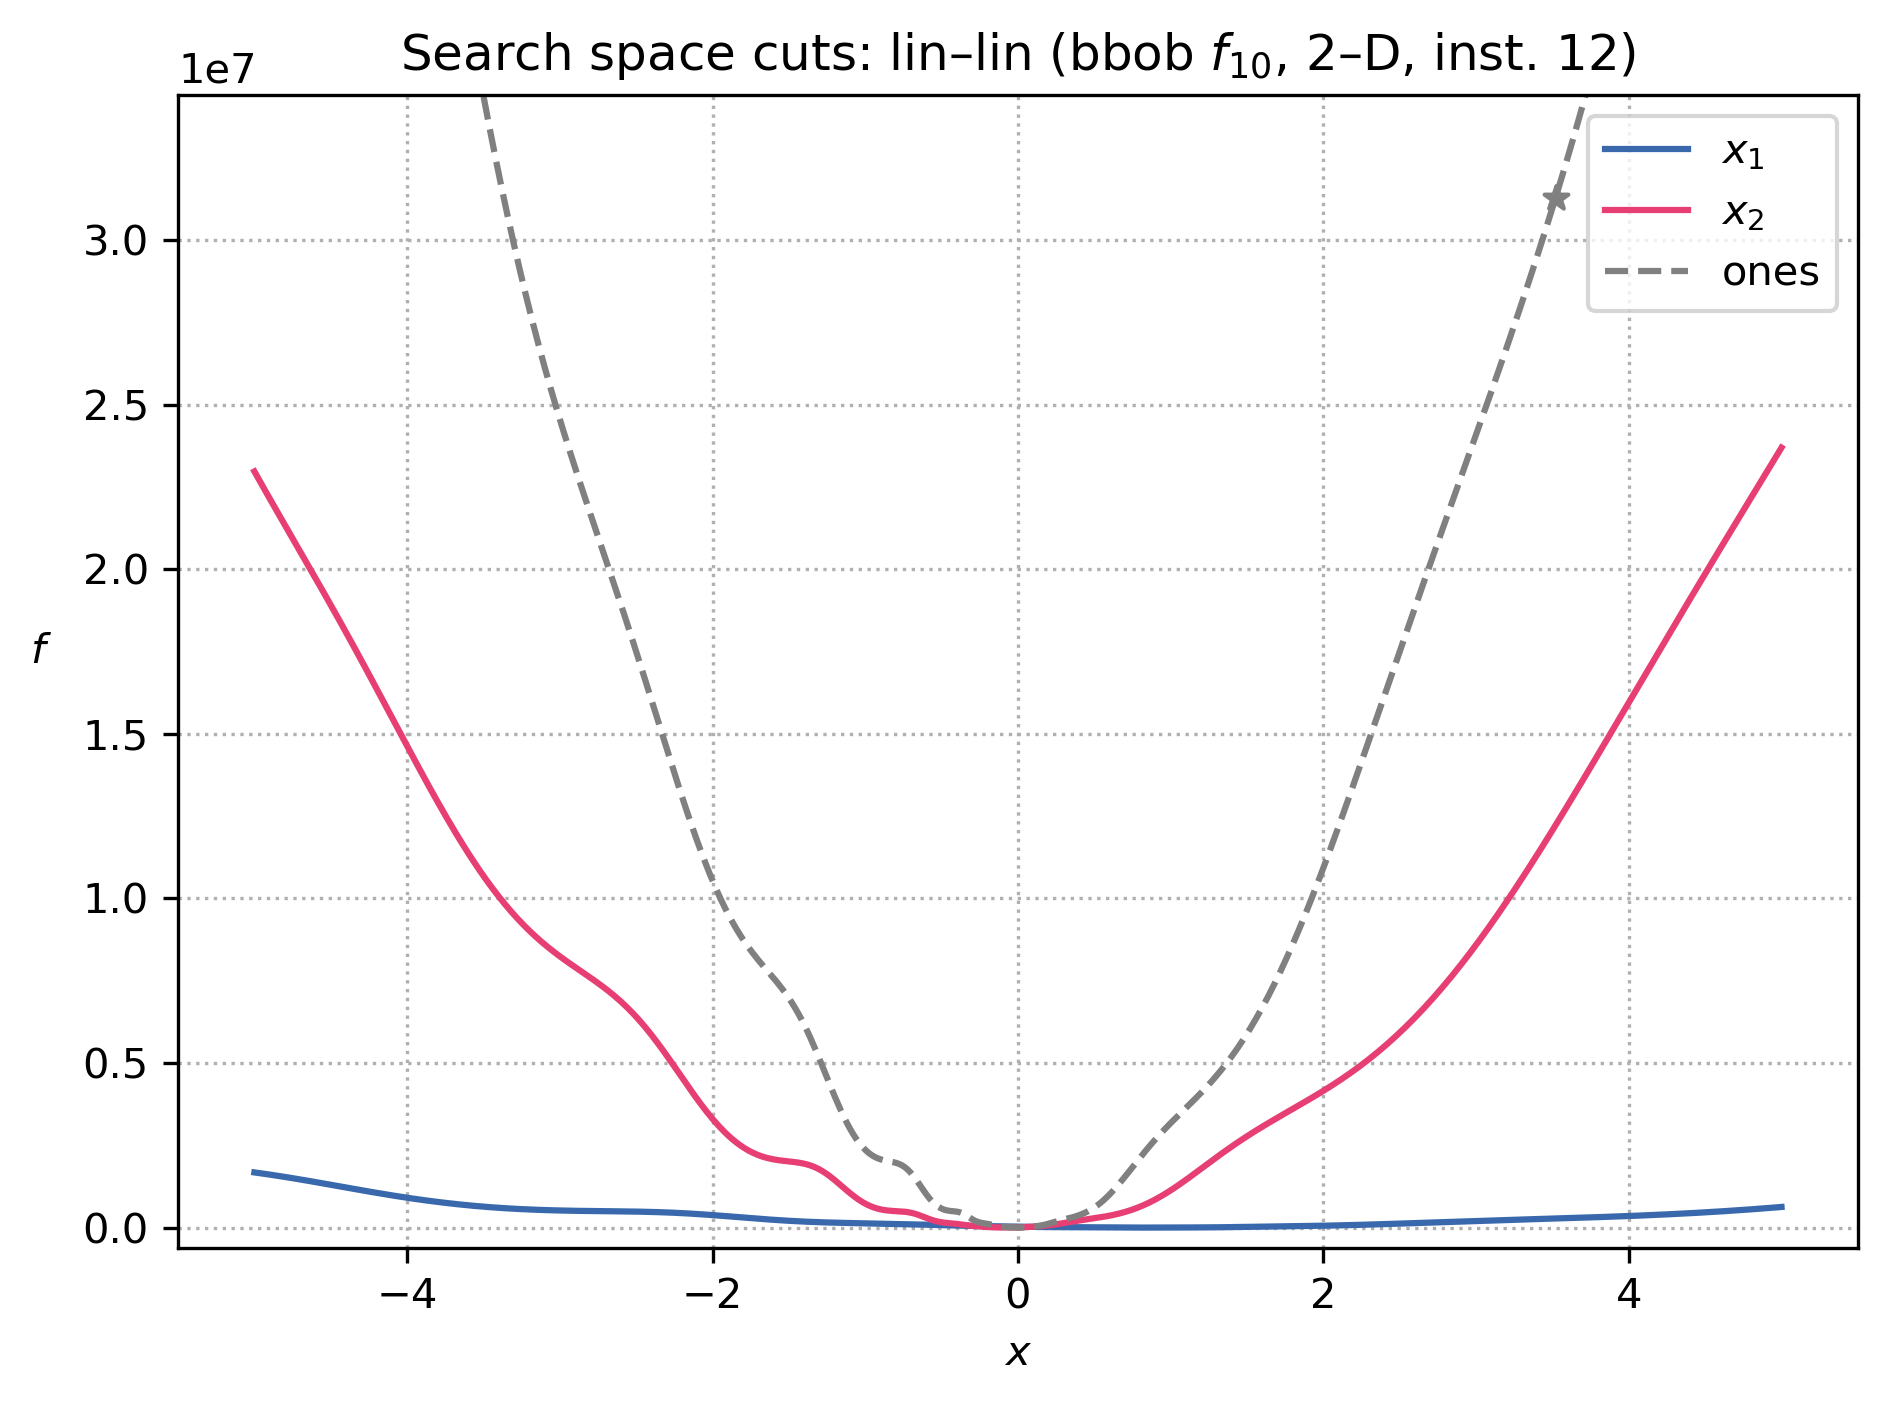 Search space cuts: lin–lin (bbob f₁₀, 2–D, inst. 12)
1e7
x₁
x₂
ones
3.0
2.5
2.0
1.5
1.0
0.5
0.0
f
−4 −2 0 2 4
x